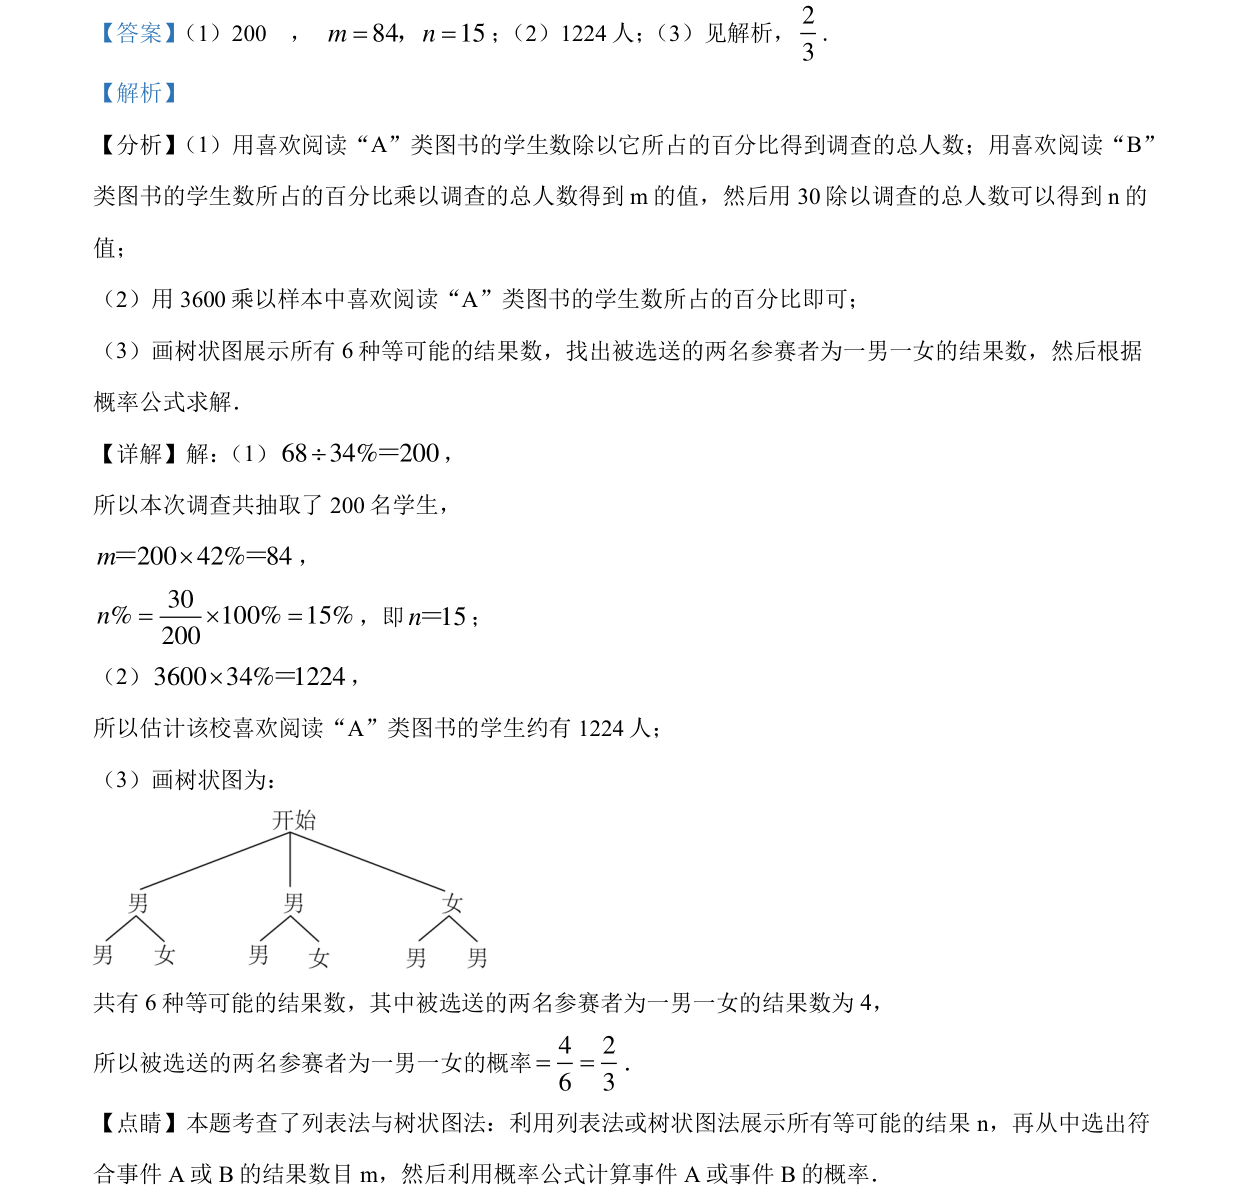 【答案】（1）200 ， m=84，n=15；（2）1224 人；（3）见解析，2/3．
【解析】
【分析】（1）用喜欢阅读“A”类图书的学生数除以它所占的百分比得到调查的总人数；用喜欢阅读“B”
类图书的学生数所占的百分比乘以调查的总人数得到 m 的值，然后用 30 除以调查的总人数可以得到 n 的
值；
（2）用 3600 乘以样本中喜欢阅读“A”类图书的学生数所占的百分比即可；
（3）画树状图展示所有 6 种等可能的结果数，找出被选送的两名参赛者为一男一女的结果数，然后根据
概率公式求解．
【详解】解：（1）68÷34%=200，
所以本次调查共抽取了 200 名学生，
m=200×42%=84，
n% = 30/200 ×100% =15%，即 n=15；
（2）3600×34%=1224，
所以估计该校喜欢阅读“A”类图书的学生约有 1224 人；
（3）画树状图为：
开始
男 男 女
男 女 男 女 男 男
共有 6 种等可能的结果数，其中被选送的两名参赛者为一男一女的结果数为 4，
所以被选送的两名参赛者为一男一女的概率= 4/6 = 2/3．
【点睛】本题考查了列表法与树状图法：利用列表法或树状图法展示所有等可能的结果 n，再从中选出符
合事件 A 或 B 的结果数目 m，然后利用概率公式计算事件 A 或事件 B 的概率．